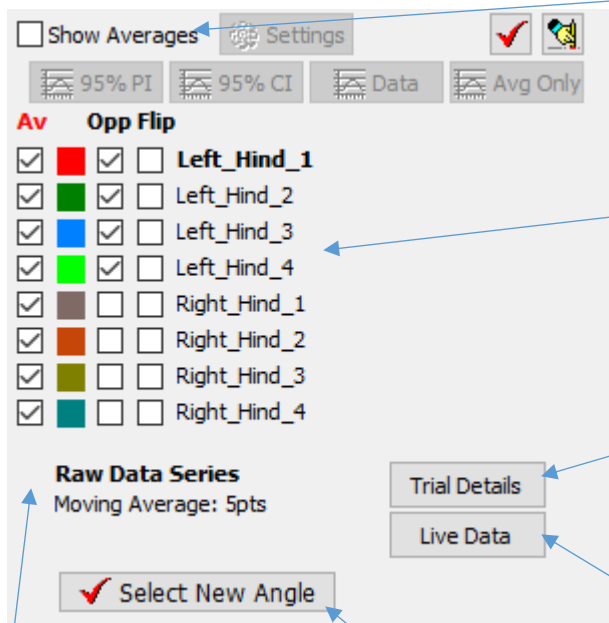 Show Averages Settings
95% PI 95% CI Data Avg Only
Av Opp Flip
Left_Hind_1
Left_Hind_2
Left_Hind_3
Left_Hind_4
Right_Hind_1
Right_Hind_2
Right_Hind_3
Right_Hind_4
Raw Data Series
Moving Average: 5pts
Trial Details
Live Data
Select New Angle